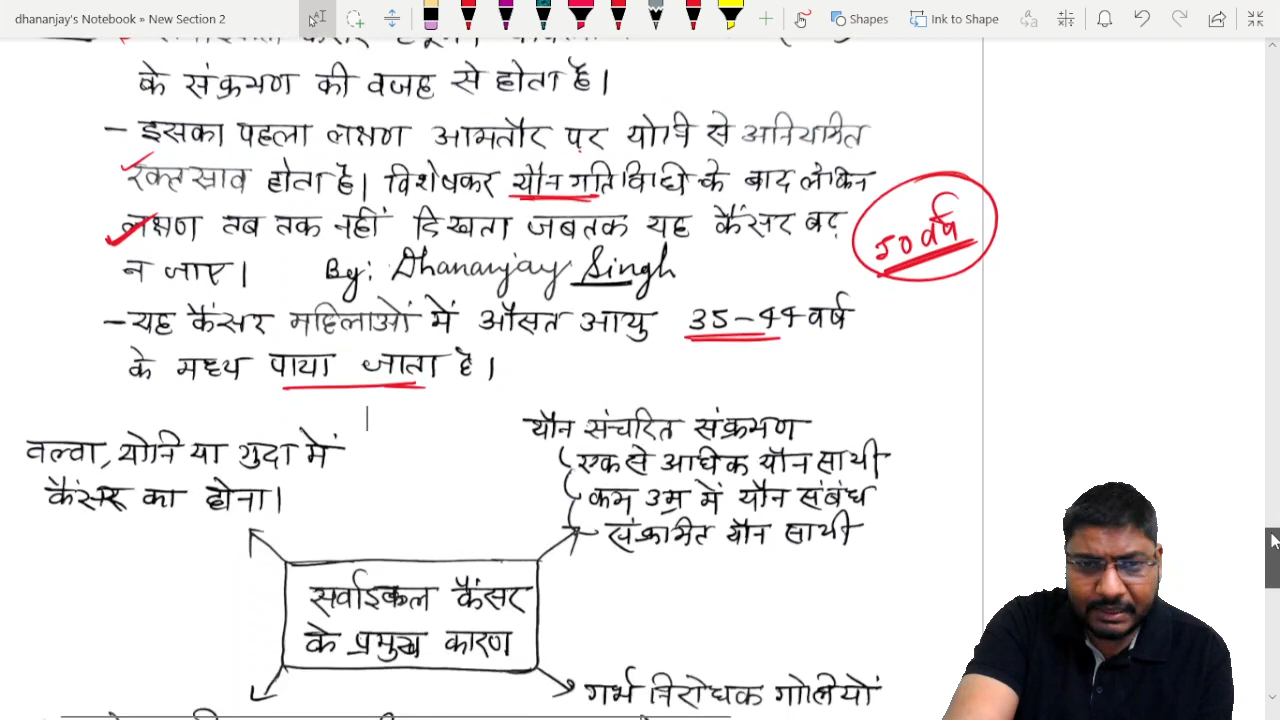 dhananjay's Notebook » New Section 2
Shapes
Ink to Shape
के संक्रमण की वजह से होता है।
- इसका पहला लक्षण आमतौर पर योनि से अनियमित
रक्तस्राव होता है। विशेषकर यौन गतिविधि के बाद लेकिन
लक्षण तब तक नहीं दिखता जबतक यह कैंसर बढ़
न जाए। By: Dhananjay Singh
50 वर्ष
- यह कैंसर महिलाओं में औसत आयु 35-44 वर्ष
के मध्य पाया जाता है।
वल्वा, योनि या गुदा में
कैंसर का होना।
यौन संचरित संक्रमण
एक से अधिक यौन साथी
कम उम्र में यौन संबंध
संक्रामित यौन साथी
सर्वाइकल कैंसर
के प्रमुख कारण
गर्भ निरोधक गोलियों